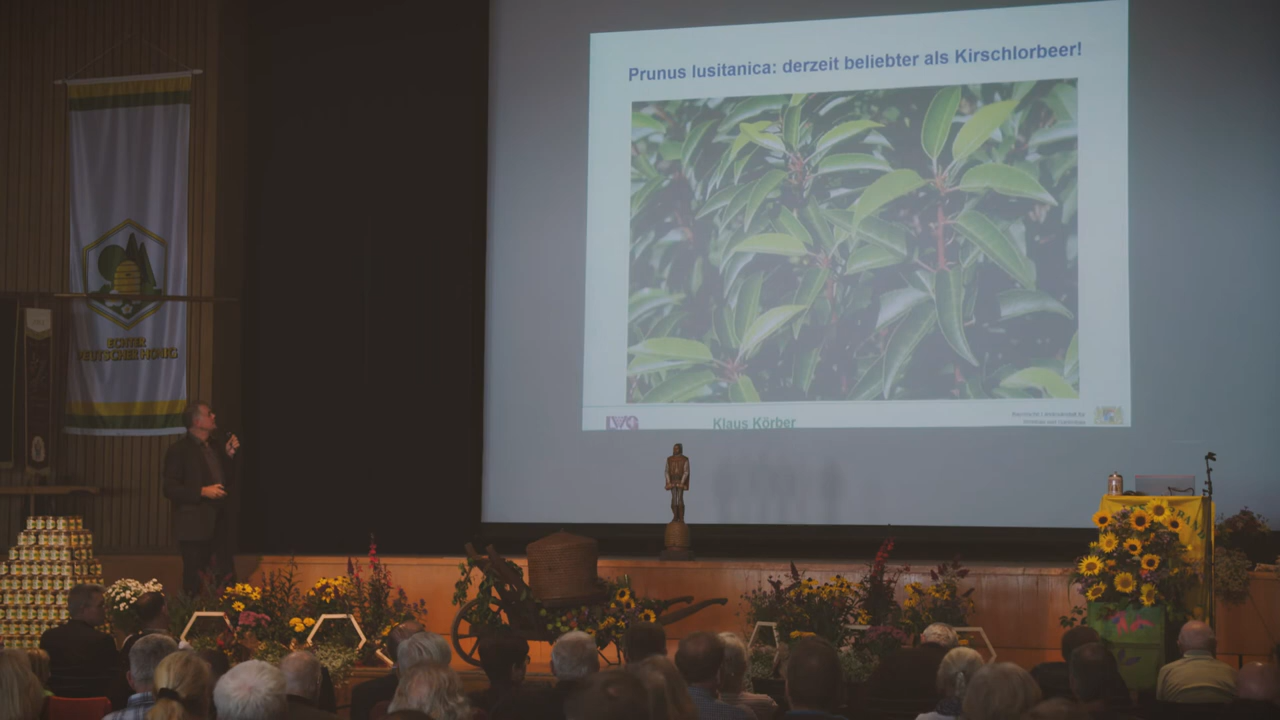 Prunus lusitanica: derzeit beliebter als Kirschlorbeer!
ECHTER
DEUTSCHER HONIG
LWG
Klaus Körber